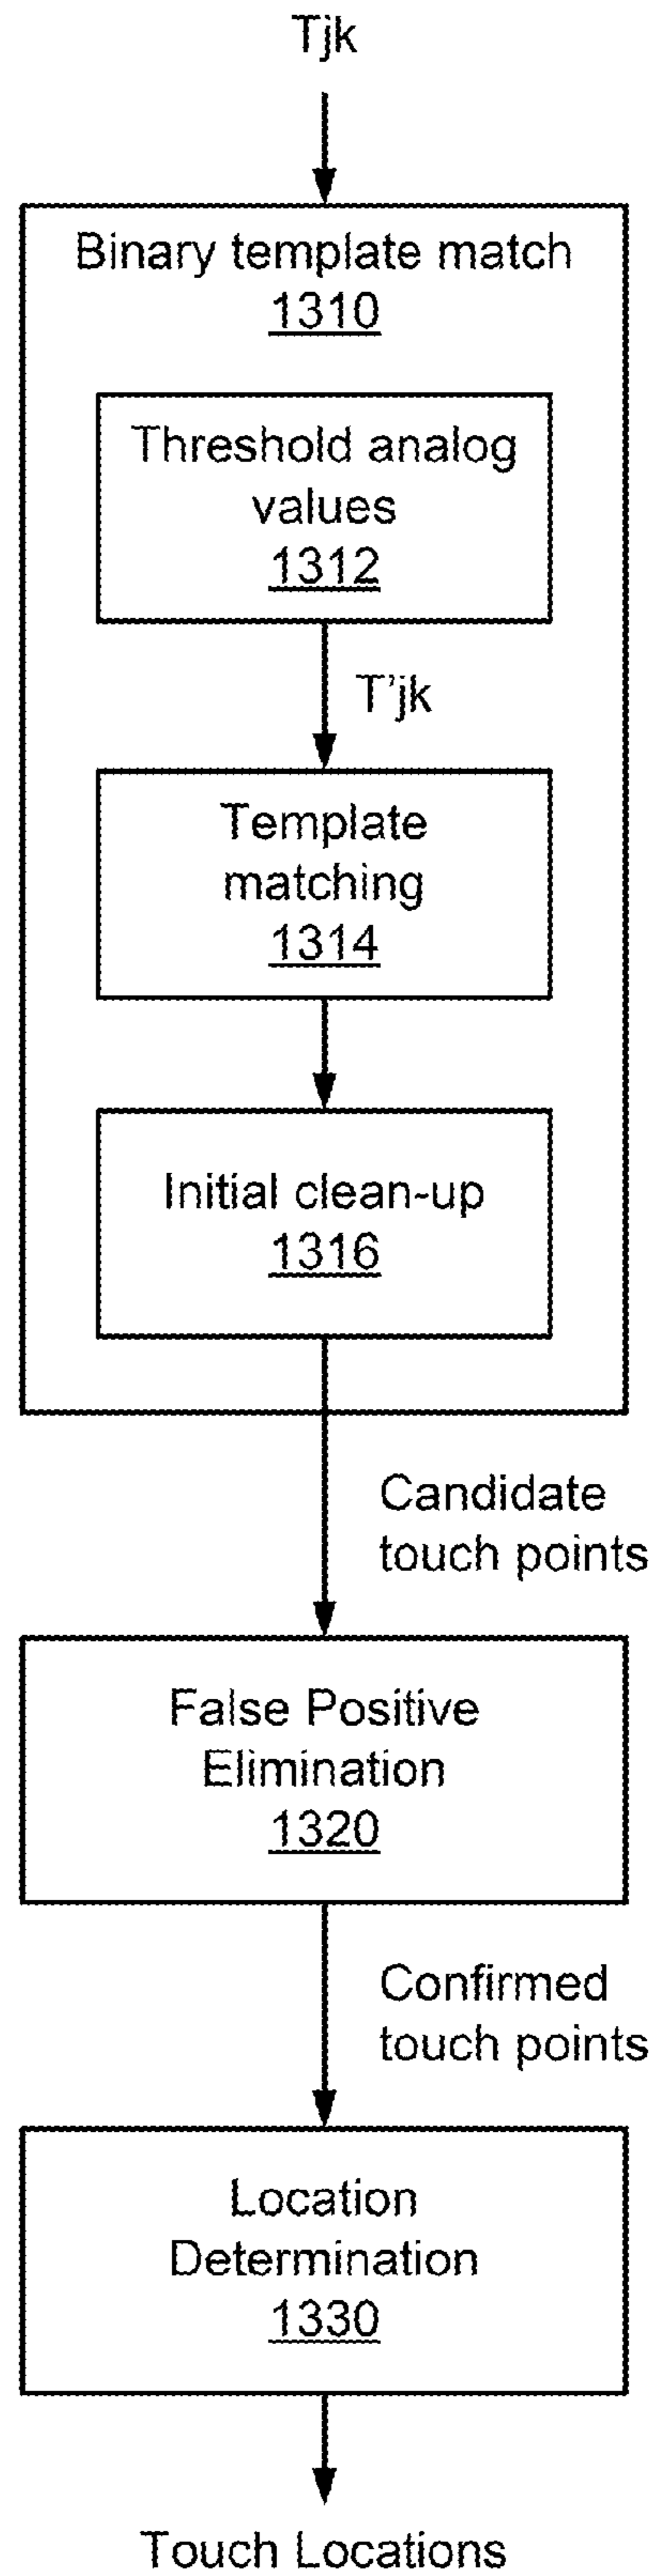 Tjk
Binary template match
1310
Threshold analog
values
1312
T'jk
Template
matching
1314
Initial clean-up
1316
Candidate
touch points
False Positive
Elimination
1320
Confirmed
touch points
Location
Determination
1330
Touch Locations